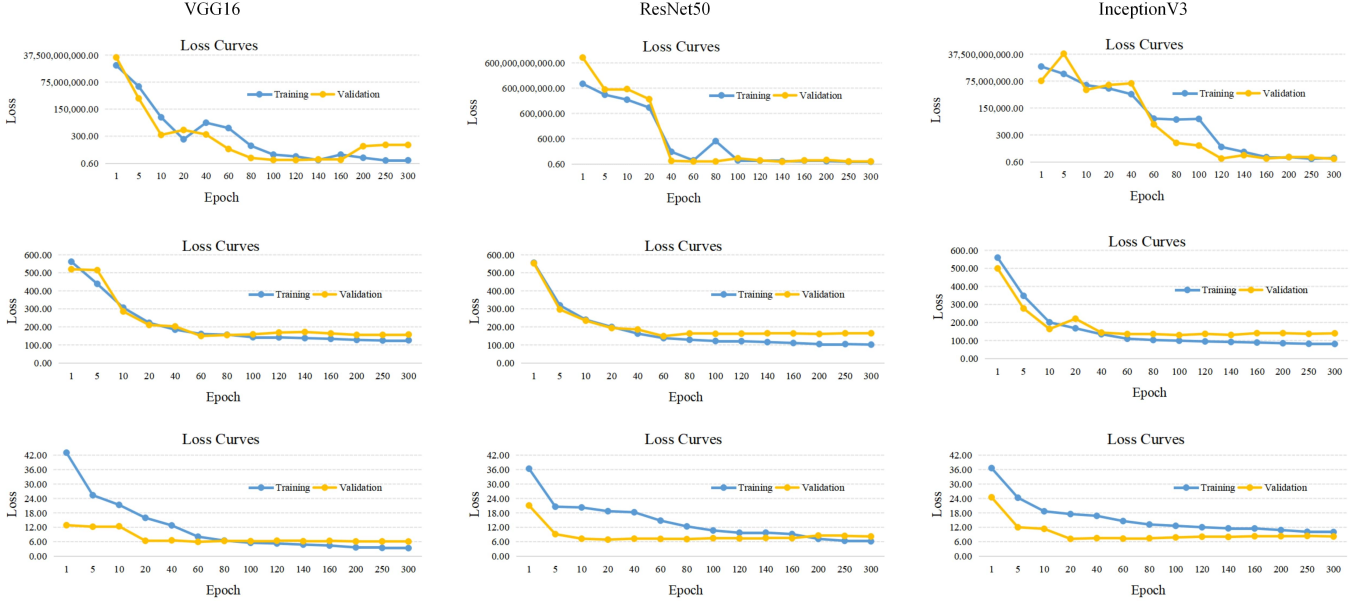 VGG16
ResNet50
InceptionV3
Loss Curves
Loss
37,500,000,000.00
75,000,000.00
150,000.00
300.00
0.60
Training Validation
1 5 10 20 40 60 80 100 120 140 160 200 250 300
Epoch
Loss Curves
Loss
600,000,000,000.00
600,000,000.00
600,000.00
600.00
0.60
Training Validation
1 5 10 20 40 60 80 100 120 140 160 200 250 300
Epoch
Loss Curves
Loss
37,500,000,000.00
75,000,000.00
150,000.00
300.00
0.60
Training Validation
1 5 10 20 40 60 80 100 120 140 160 200 250 300
Epoch
Loss Curves
Loss
600.00
500.00
400.00
300.00
200.00
100.00
0.00
Training Validation
1 5 10 20 40 60 80 100 120 140 160 200 250 300
Epoch
Loss Curves
Loss
600.00
500.00
400.00
300.00
200.00
100.00
0.00
Training Validation
1 5 10 20 40 60 80 100 120 140 160 200 250 300
Epoch
Loss Curves
Loss
600.00
500.00
400.00
300.00
200.00
100.00
0.00
Training Validation
1 5 10 20 40 60 80 100 120 140 160 200 250 300
Epoch
Loss Curves
Loss
42.00
36.00
30.00
24.00
18.00
12.00
6.00
0.00
Training Validation
1 5 10 20 40 60 80 100 120 140 160 200 250 300
Epoch
Loss Curves
Loss
42.00
36.00
30.00
24.00
18.00
12.00
6.00
0.00
Training Validation
1 5 10 20 40 60 80 100 120 140 160 200 250 300
Epoch
Loss Curves
Loss
42.00
36.00
30.00
24.00
18.00
12.00
6.00
0.00
Training Validation
1 5 10 20 40 60 80 100 120 140 160 200 250 300
Epoch